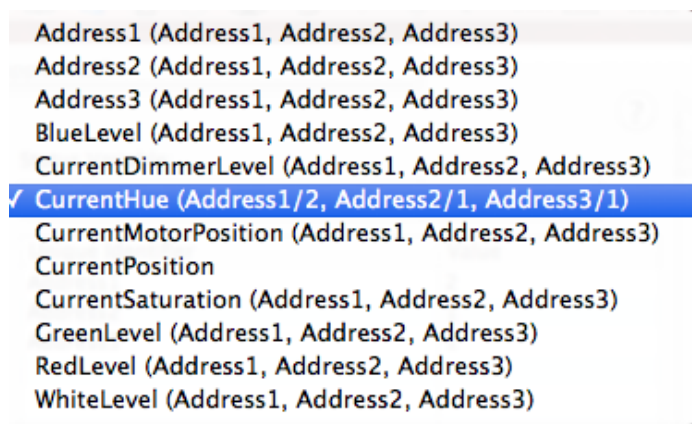 Address1 (Address1, Address2, Address3)
Address2 (Address1, Address2, Address3)
Address3 (Address1, Address2, Address3)
BlueLevel (Address1, Address2, Address3)
CurrentDimmerLevel (Address1, Address2, Address3)
✓ CurrentHue (Address1/2, Address2/1, Address3/1)
CurrentMotorPosition (Address1, Address2, Address3)
CurrentPosition
CurrentSaturation (Address1, Address2, Address3)
GreenLevel (Address1, Address2, Address3)
RedLevel (Address1, Address2, Address3)
WhiteLevel (Address1, Address2, Address3)